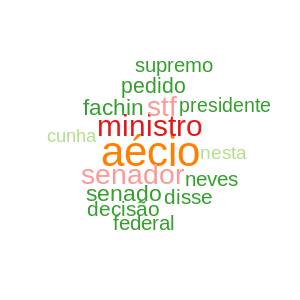 supremo
pedido
fachin stf presidente
ministro
cunha
aécio nesta
senador neves
senado disse
decisão
federal